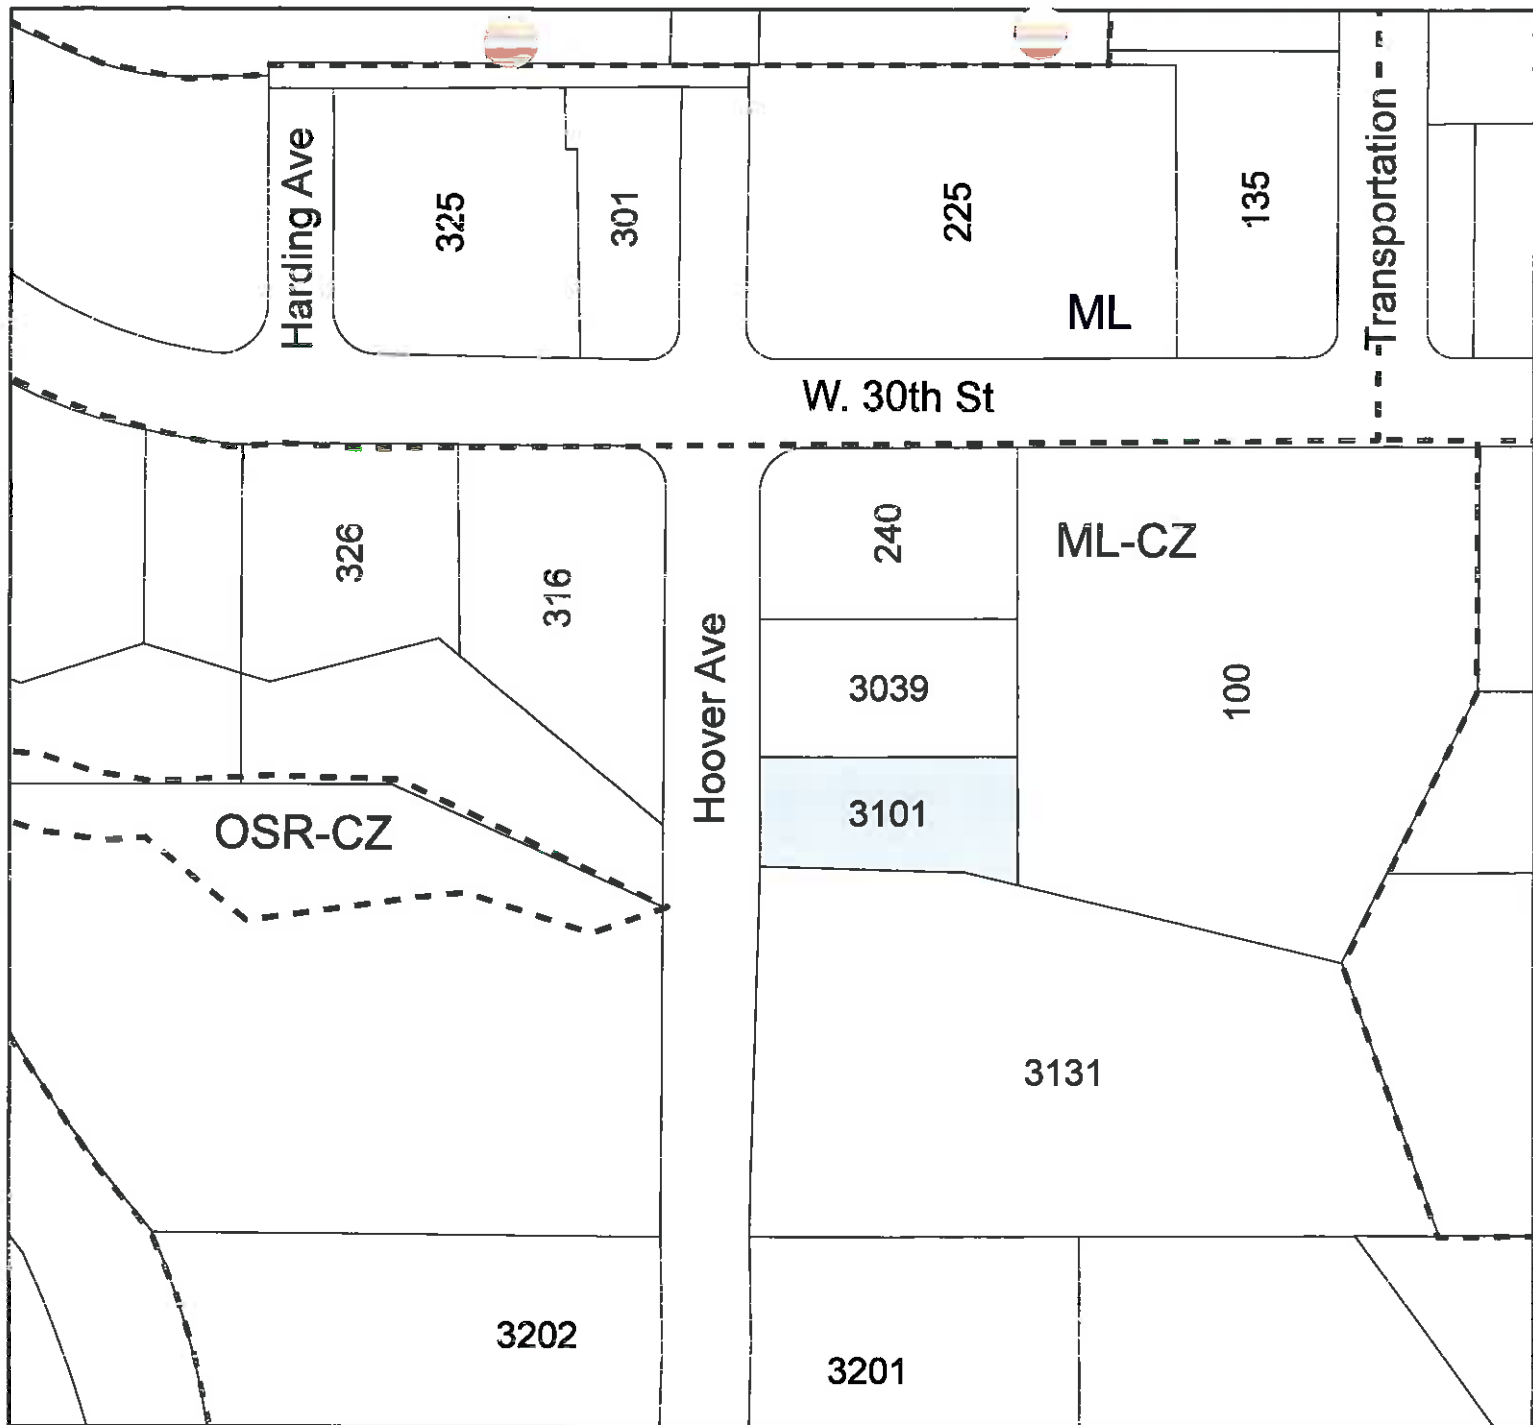 Harding Ave
325
301
225
135
Transportation
ML
W. 30th St
326
316
240
ML-CZ
Hoover Ave
3039
100
3101
OSR-CZ
3131
3202
3201